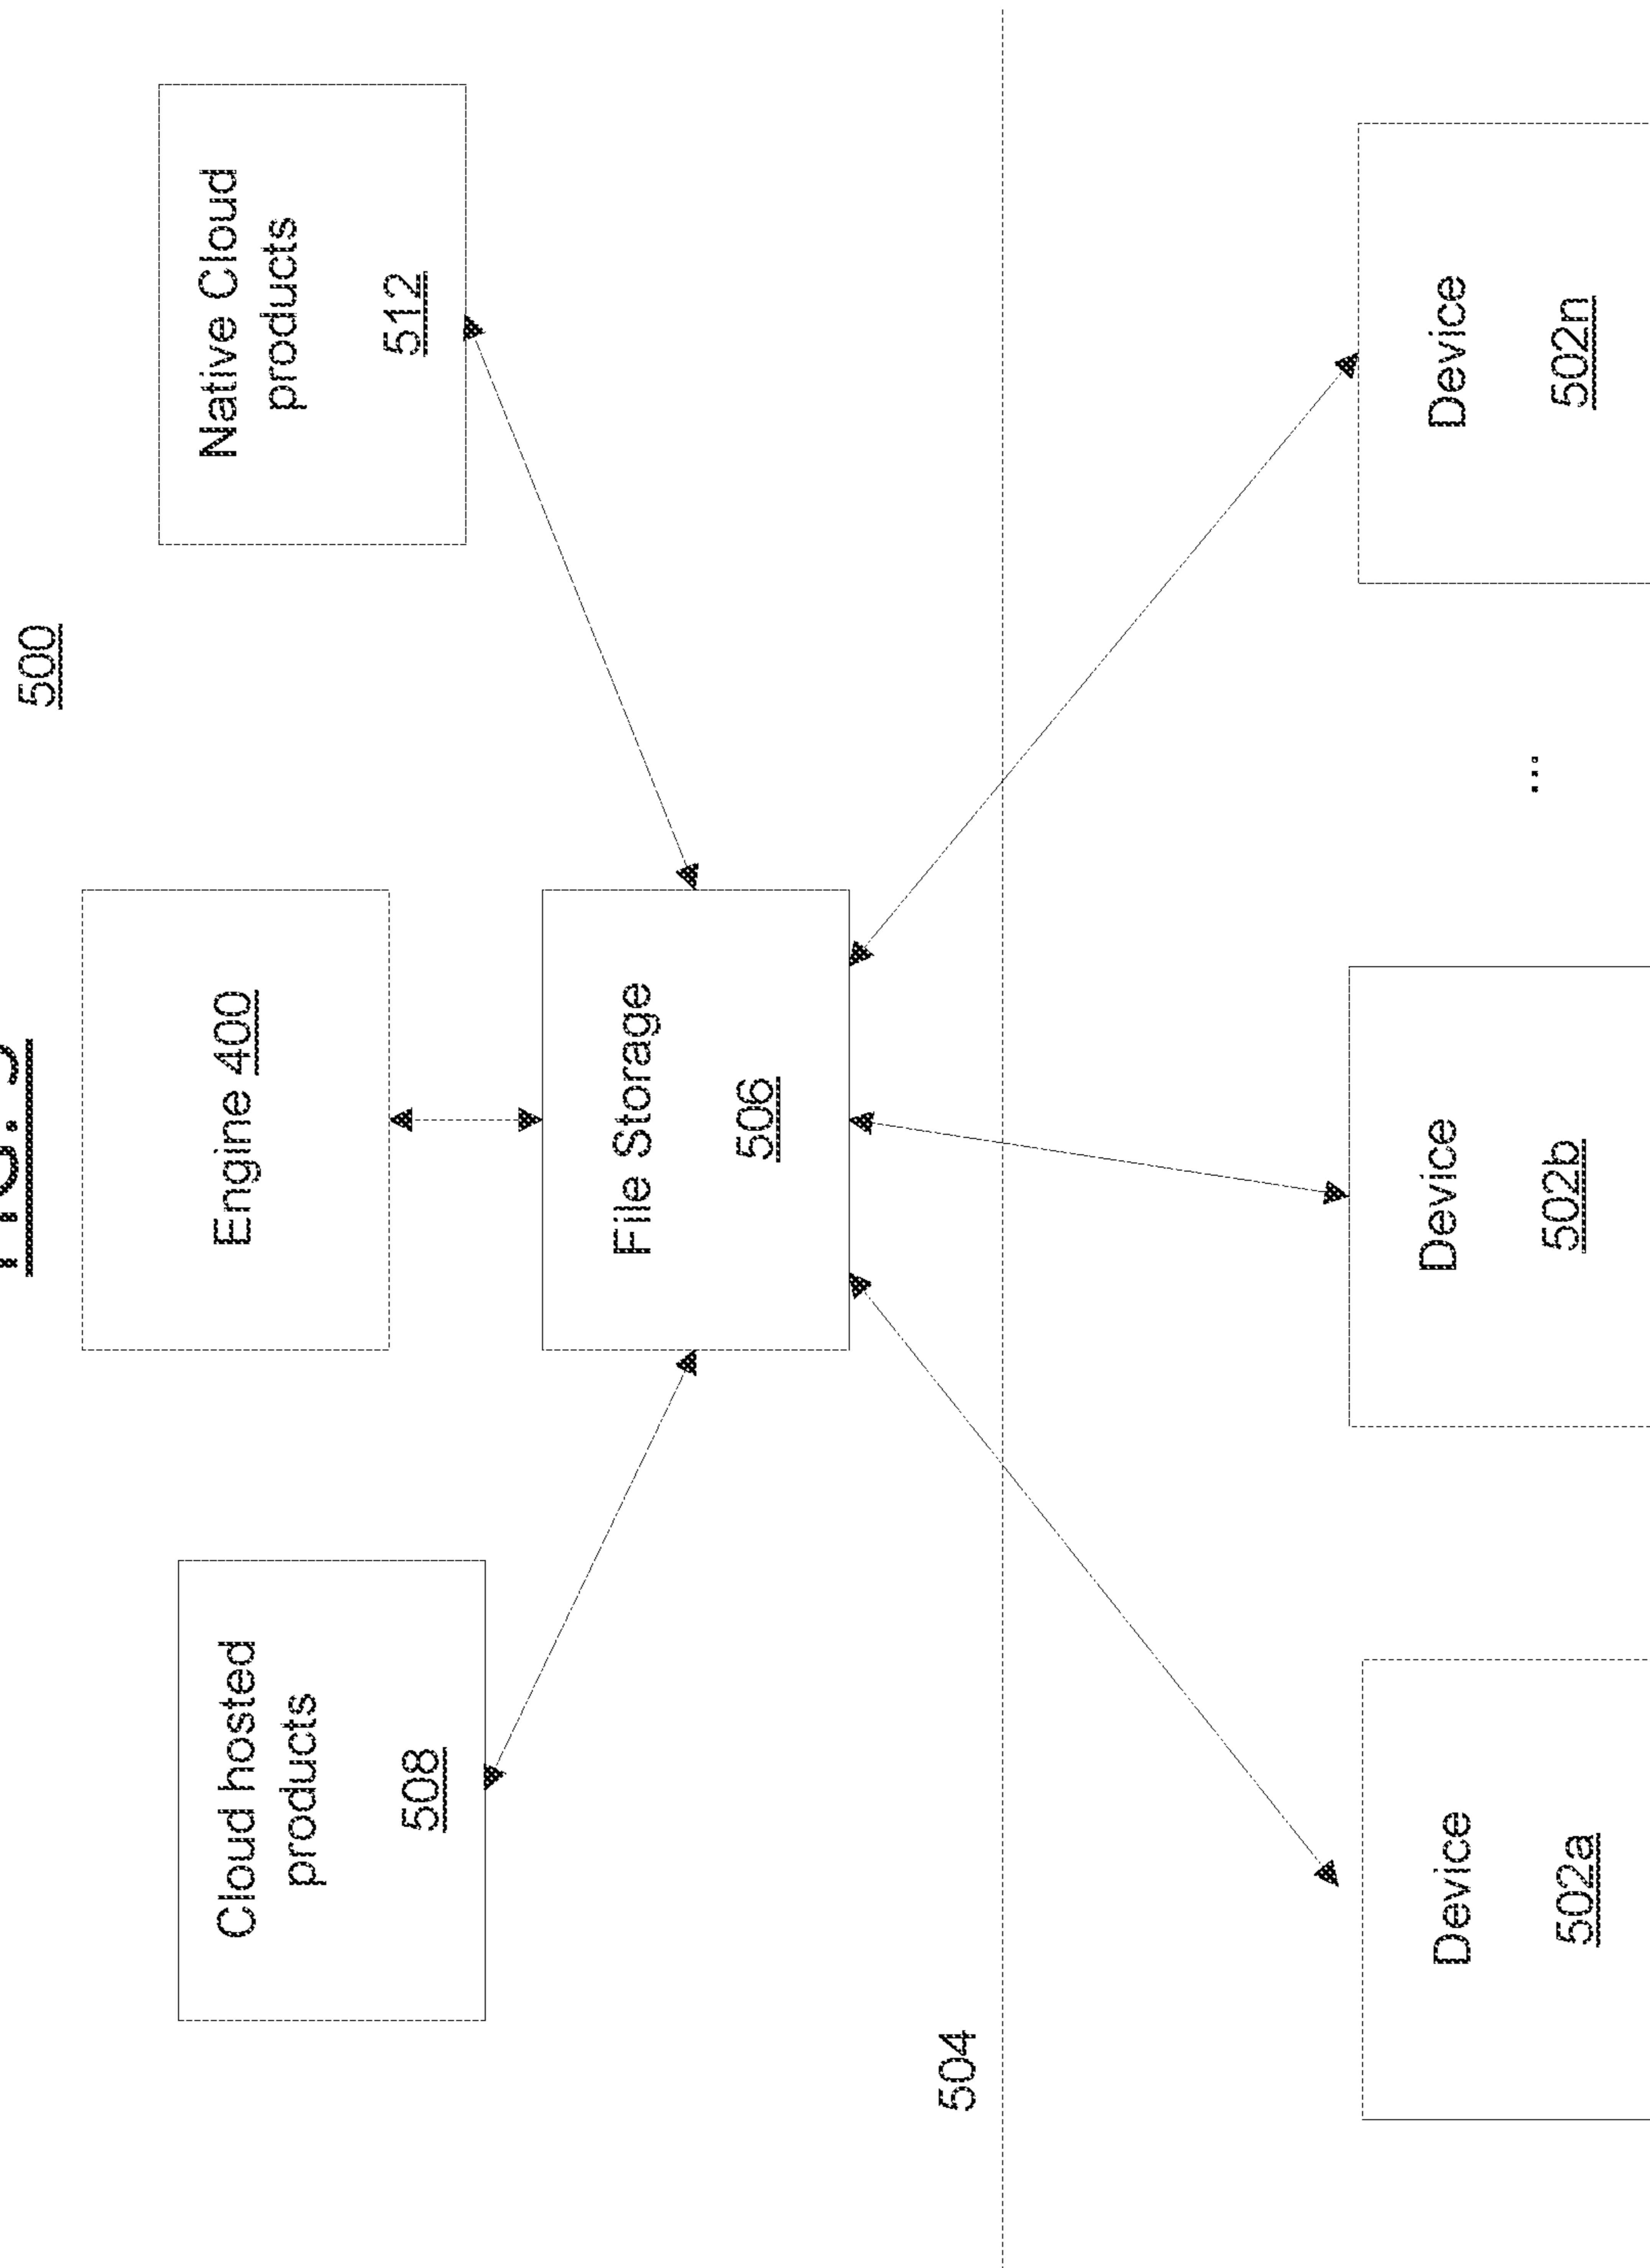 500
Engine 400
Cloud hosted
products
508
Native Cloud
products
512
File Storage
506
504
Device
502a
Device
502b
...
Device
502n